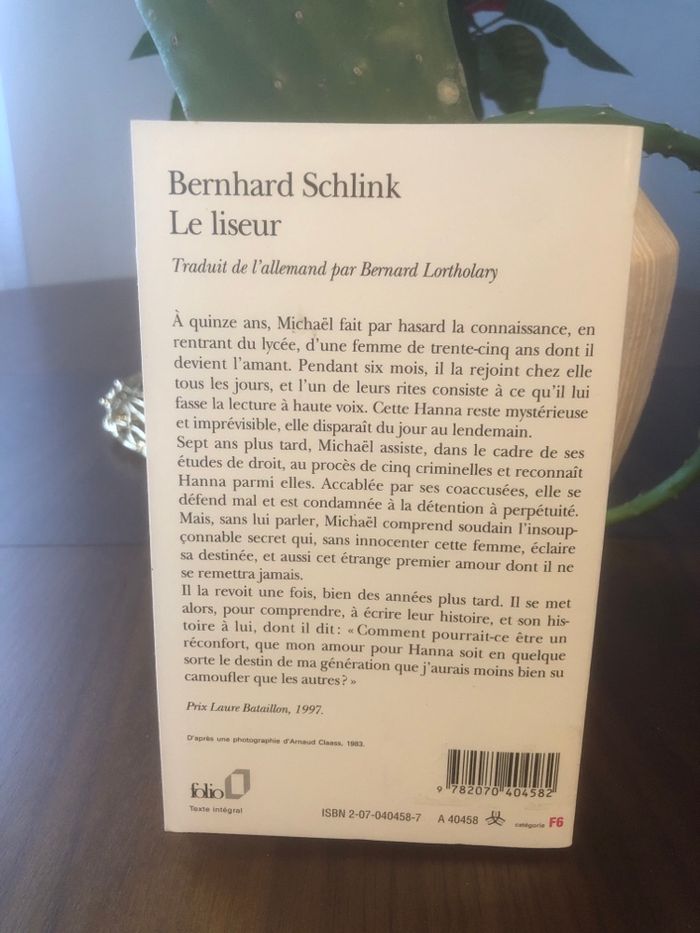 Bernhard Schlink
Le liseur
Traduit de l'allemand par Bernard Lortholary
À quinze ans, Michaël fait par hasard la connaissance, en
rentrant du lycée, d'une femme de trente-cinq ans dont il
devient l'amant. Pendant six mois, il la rejoint chez elle
tous les jours, et l'un de leurs rites consiste à ce qu'il lui
fasse la lecture à haute voix. Cette Hanna reste mystérieuse
et imprévisible, elle disparaît du jour au lendemain.
Sept ans plus tard, Michaël assiste, dans le cadre de ses
études de droit, au procès de cinq criminelles et reconnaît
Hanna parmi elles. Accablée par ses coaccusées, elle se
défend mal et est condamnée à la détention à perpétuité.
Mais, sans lui parler, Michaël comprend soudain l'insoup-
çonnable secret qui, sans innocenter cette femme, éclaire
sa destinée, et aussi cet étrange premier amour dont il ne
se remettra jamais.
Il la revoit une fois, bien des années plus tard. Il se met
alors, pour comprendre, à écrire leur histoire, et son his-
toire à lui, dont il dit : « Comment pourrait-ce être un
réconfort, que mon amour pour Hanna soit en quelque
sorte le destin de ma génération que j'aurais moins bien su
camoufler que les autres ? »
Prix Laure Bataillon, 1997.
D'après une photographie d'Arnaud Claass, 1983.
folio
Texte intégral
9 782070 404582
ISBN 2-07-040458-7 A 40458 catégorie F6